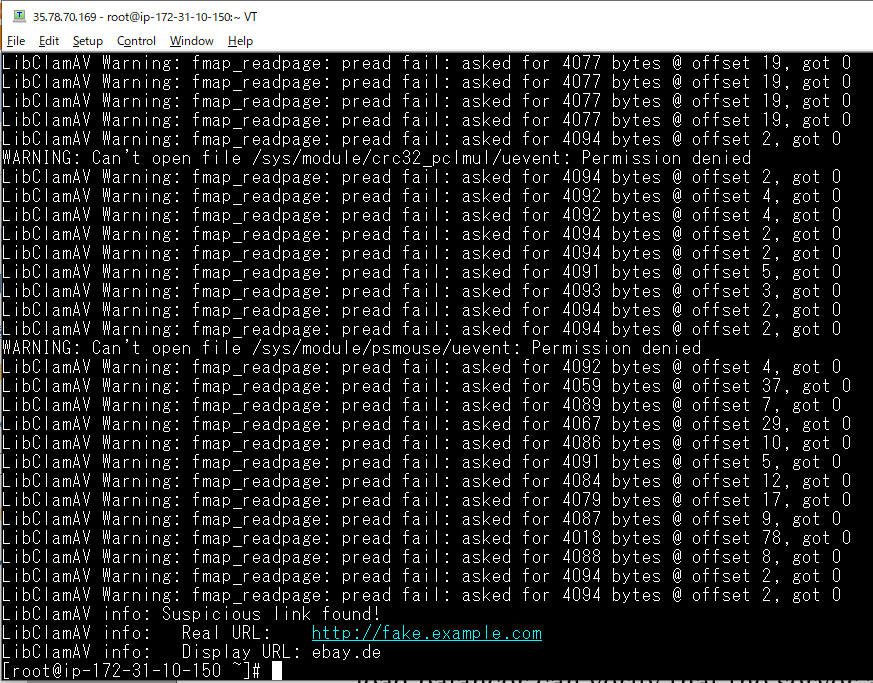 35.78.70.169 - root@ip-172-31-10-150:~ VT
File Edit Setup Control Window Help
LibClamAV Warning: fmap_readpage: pread fail: asked for 4077 bytes @ offset 19, got 0
LibClamAV Warning: fmap_readpage: pread fail: asked for 4077 bytes @ offset 19, got 0
LibClamAV Warning: fmap_readpage: pread fail: asked for 4077 bytes @ offset 19, got 0
LibClamAV Warning: fmap_readpage: pread fail: asked for 4077 bytes @ offset 19, got 0
LibClamAV Warning: fmap_readpage: pread fail: asked for 4094 bytes @ offset 2, got 0
WARNING: Can't open file /sys/module/crc32_pclmul/uevent: Permission denied
LibClamAV Warning: fmap_readpage: pread fail: asked for 4094 bytes @ offset 2, got 0
LibClamAV Warning: fmap_readpage: pread fail: asked for 4092 bytes @ offset 4, got 0
LibClamAV Warning: fmap_readpage: pread fail: asked for 4092 bytes @ offset 4, got 0
LibClamAV Warning: fmap_readpage: pread fail: asked for 4094 bytes @ offset 2, got 0
LibClamAV Warning: fmap_readpage: pread fail: asked for 4094 bytes @ offset 2, got 0
LibClamAV Warning: fmap_readpage: pread fail: asked for 4091 bytes @ offset 5, got 0
LibClamAV Warning: fmap_readpage: pread fail: asked for 4093 bytes @ offset 3, got 0
LibClamAV Warning: fmap_readpage: pread fail: asked for 4094 bytes @ offset 2, got 0
LibClamAV Warning: fmap_readpage: pread fail: asked for 4094 bytes @ offset 2, got 0
WARNING: Can't open file /sys/module/psmouse/uevent: Permission denied
LibClamAV Warning: fmap_readpage: pread fail: asked for 4092 bytes @ offset 4, got 0
LibClamAV Warning: fmap_readpage: pread fail: asked for 4059 bytes @ offset 37, got 0
LibClamAV Warning: fmap_readpage: pread fail: asked for 4089 bytes @ offset 7, got 0
LibClamAV Warning: fmap_readpage: pread fail: asked for 4067 bytes @ offset 29, got 0
LibClamAV Warning: fmap_readpage: pread fail: asked for 4086 bytes @ offset 10, got 0
LibClamAV Warning: fmap_readpage: pread fail: asked for 4091 bytes @ offset 5, got 0
LibClamAV Warning: fmap_readpage: pread fail: asked for 4084 bytes @ offset 12, got 0
LibClamAV Warning: fmap_readpage: pread fail: asked for 4079 bytes @ offset 17, got 0
LibClamAV Warning: fmap_readpage: pread fail: asked for 4087 bytes @ offset 9, got 0
LibClamAV Warning: fmap_readpage: pread fail: asked for 4018 bytes @ offset 78, got 0
LibClamAV Warning: fmap_readpage: pread fail: asked for 4088 bytes @ offset 8, got 0
LibClamAV Warning: fmap_readpage: pread fail: asked for 4094 bytes @ offset 2, got 0
LibClamAV Warning: fmap_readpage: pread fail: asked for 4094 bytes @ offset 2, got 0
LibClamAV info: Suspicious link found!
LibClamAV info:   Real URL:    http://fake.example.com
LibClamAV info:   Display URL: ebay.de
[root@ip-172-31-10-150 ~]#